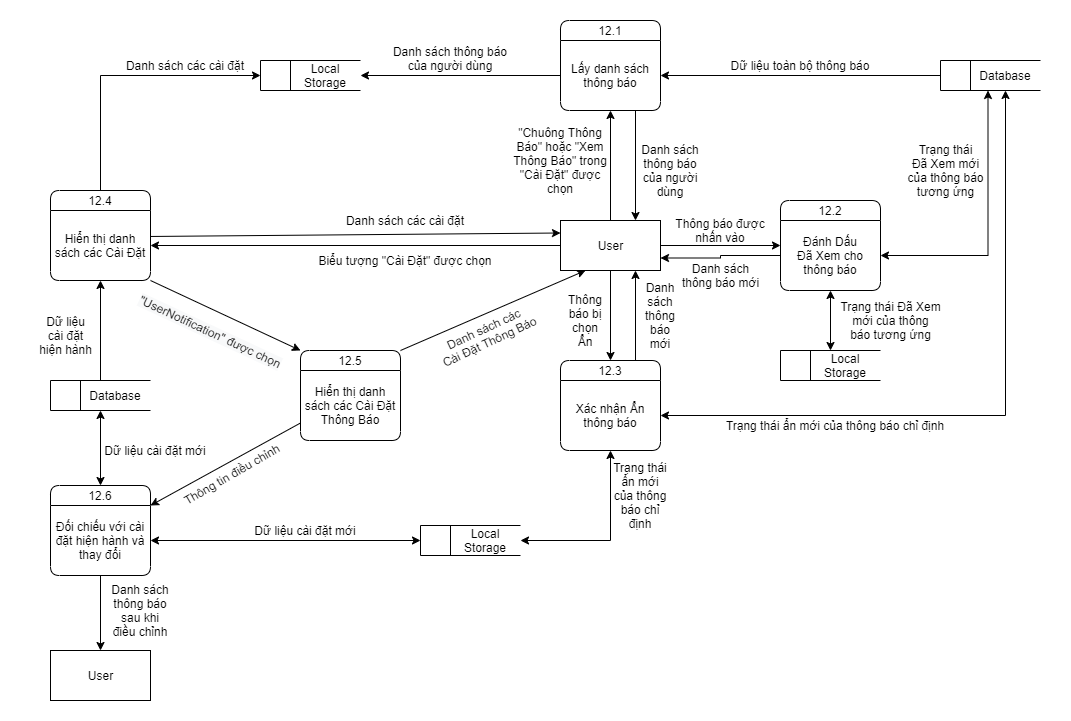 12.1
Lấy danh sách
thông báo
Danh sách các cài đặt
Local
Storage
Danh sách thông báo
của người dùng
Dữ liệu toàn bộ thông báo
Database
"Chuông Thông
Báo" hoặc "Xem
Thông Báo" trong
"Cài Đặt" được
chọn
Danh sách
thông báo
của người
dùng
Trạng thái
Đã Xem mới
của thông báo
tương ứng
12.4
Hiển thị danh
sách các Cài Đặt
Danh sách các cài đặt
Biểu tượng "Cài Đặt" được chọn
User
Thông báo được
nhấn vào
Danh sách
thông báo mới
12.2
Đánh Dấu
Đã Xem cho
thông báo
Dữ liệu
cài đặt
hiện hành
"UserNotification" được chọn
Danh sách các
Cài Đặt Thông Báo
Thông
báo bị
chọn
Ẩn
Danh
sách
thông
báo
mới
Trạng thái Đã Xem
mới của thông
báo tương ứng
Local
Storage
Database
12.5
Hiển thị danh
sách các Cài Đặt
Thông Báo
12.3
Xác nhận Ẩn
thông báo
Trạng thái ẩn mới của thông báo chỉ định
Dữ liệu cài đặt mới
Thông tin điều chỉnh
Trạng thái
ẩn mới
của thông
báo chỉ
định
12.6
Đối chiếu với cài
đặt hiện hành và
thay đổi
Dữ liệu cài đặt mới
Local
Storage
Danh sách
thông báo
sau khi
điều chỉnh
User